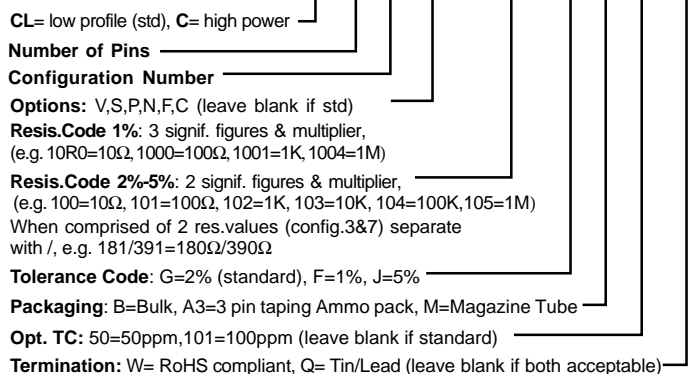 CL= low profile (std), C= high power
Number of Pins
Configuration Number
Options: V,S,P,N,F,C (leave blank if std)
Resis.Code 1%: 3 signif. figures & multiplier,
(e.g. 10R0=10Ω, 1000=100Ω, 1001=1K, 1004=1M)
Resis.Code 2%-5%: 2 signif. figures & multiplier,
(e.g. 100=10Ω, 101=100Ω, 102=1K, 103=10K, 104=100K,105=1M)
When comprised of 2 res.values (config.3&7) separate
with /, e.g. 181/391=180Ω/390Ω
Tolerance Code: G=2% (standard), F=1%, J=5%
Packaging: B=Bulk, A3=3 pin taping Ammo pack, M=Magazine Tube
Opt. TC: 50=50ppm,101=100ppm (leave blank if standard)
Termination: W= RoHS compliant, Q= Tin/Lead (leave blank if both acceptable)